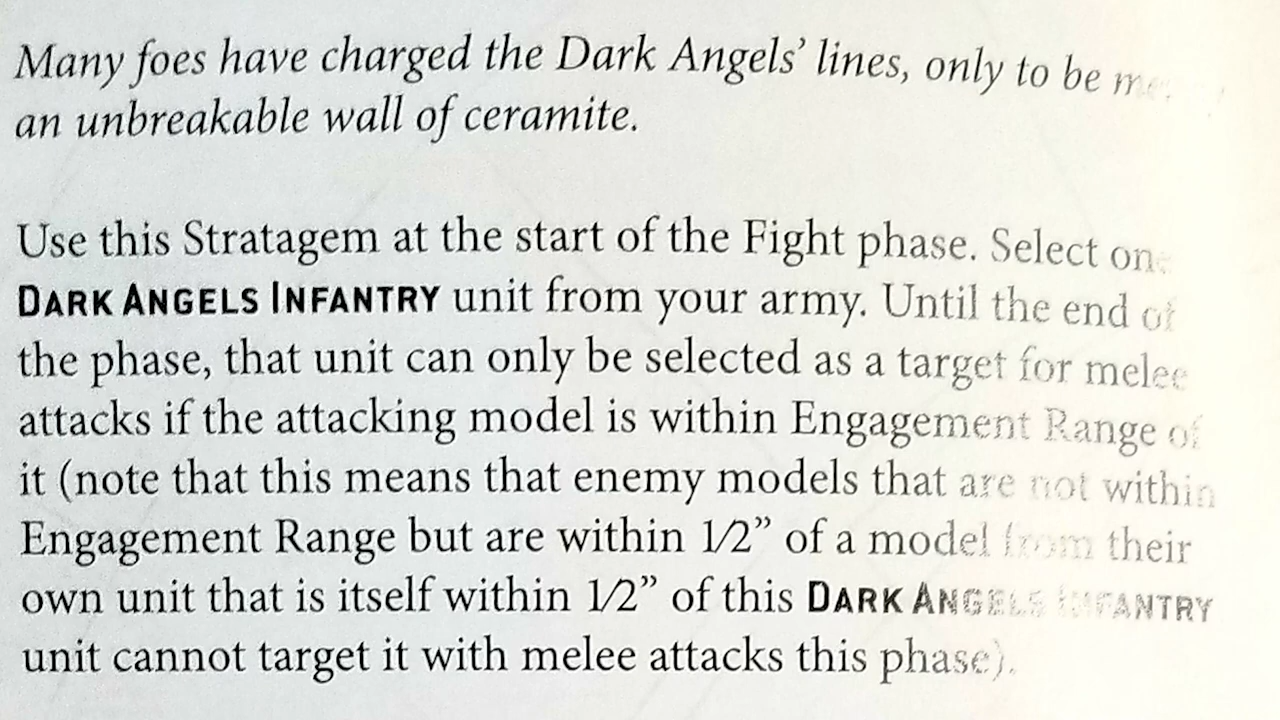 Many foes have charged the Dark Angels’ lines, only to be
an unbreakable wall of ceramite.
Use this Stratagem at the start of the Fight phase. Select one
DARK ANGELS INFANTRY unit from your army. Until the end of
the phase, that unit can only be selected as a target for melee
attacks if the attacking model is within Engagement Range of
it (note that this means that enemy models that are not within
Engagement Range but are within 1/2” of a model from their
own unit that is itself within 1/2” of this DARK ANGELS INFANTRY
unit cannot target it with melee attacks this phase).